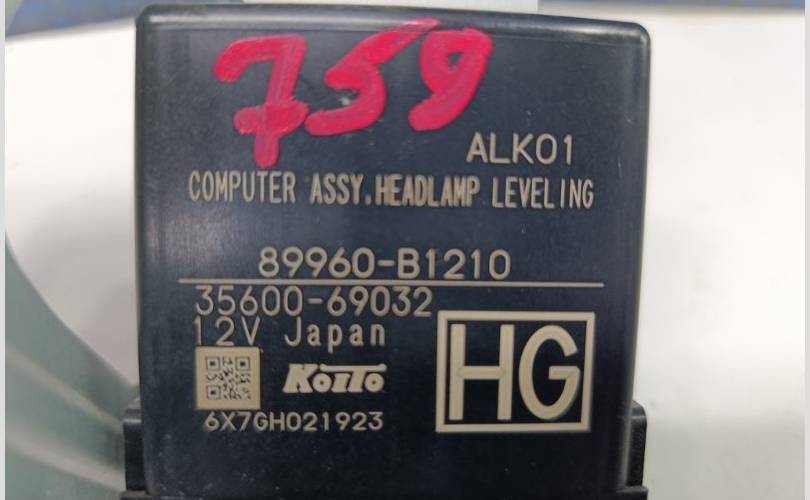 759
ALK01
COMPUTER ASSY.HEADLAMP LEVELING
89960-B1210
35600-69032
12V Japan
HG
KOITO
6X7GH021923